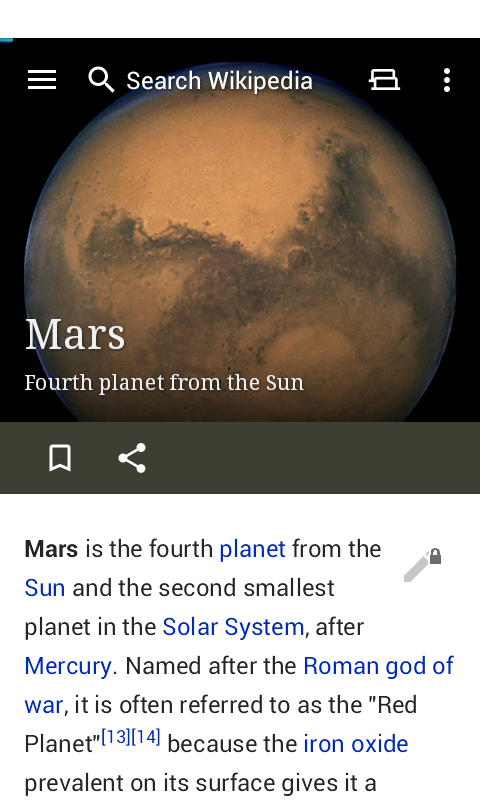 Search Wikipedia
Mars
Fourth planet from the Sun
Mars is the fourth planet from the
Sun and the second smallest
planet in the Solar System, after
Mercury. Named after the Roman god of
war, it is often referred to as the "Red
Planet"[13][14] because the iron oxide
prevalent on its surface gives it a